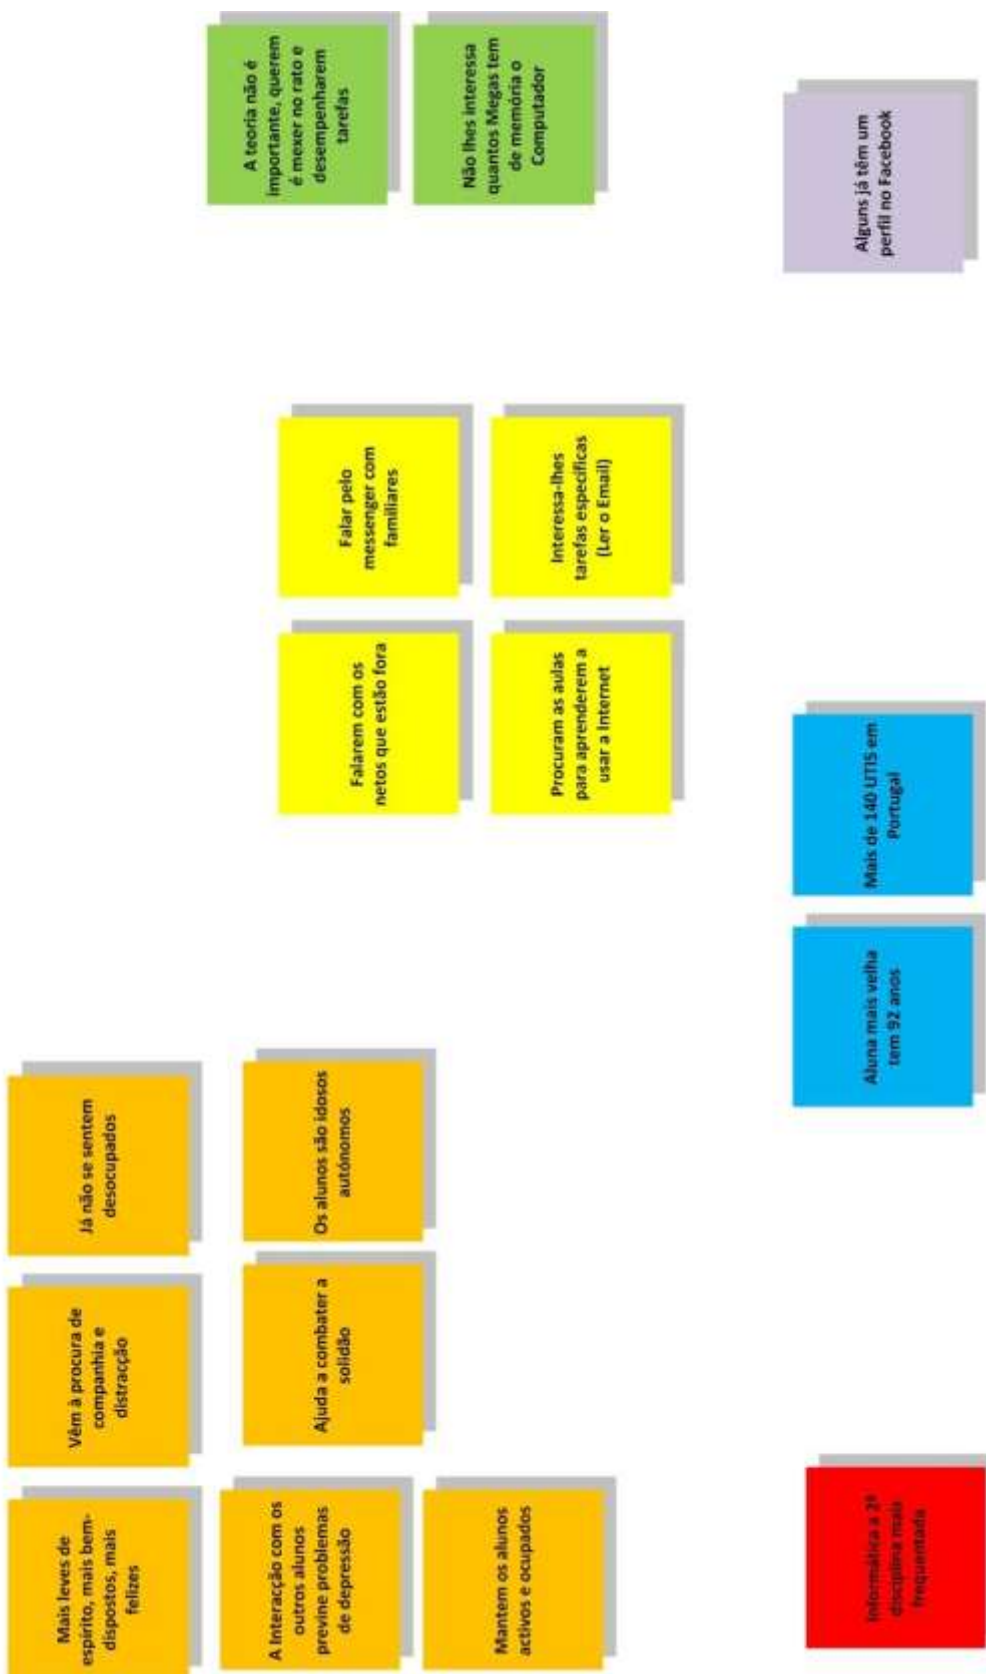 Mais leves de
espírito, mais bem-
dispostos, mais
felizes
Vêm à procura de
companhia e
distracção
Já não se sentem
desocupados
A Interacção com os
outros alunos
previne problemas
de depressão
Ajuda a combater a
solidão
Os alunos são idosos
autónomos
Mantem os alunos
activos e ocupados
Falarem com os
netos que estão fora
Falar pelo
messenger com
familiares
Procuram as aulas
para aprenderem a
usar a Internet
Interessa-lhes
tarefas especificas
(Ler o Email)
A teoria não é
importante, querem
é mexer no rato e
desempenharem
tarefas
Não lhes interessa
quantos Megas tem
de memória o
Computador
Informática a 2ª
disciplina mais
frequentada
Aluna mais velha
tem 92 anos
Mais de 140 UTIS em
Portugal
Alguns já têm um
perfil no Facebook